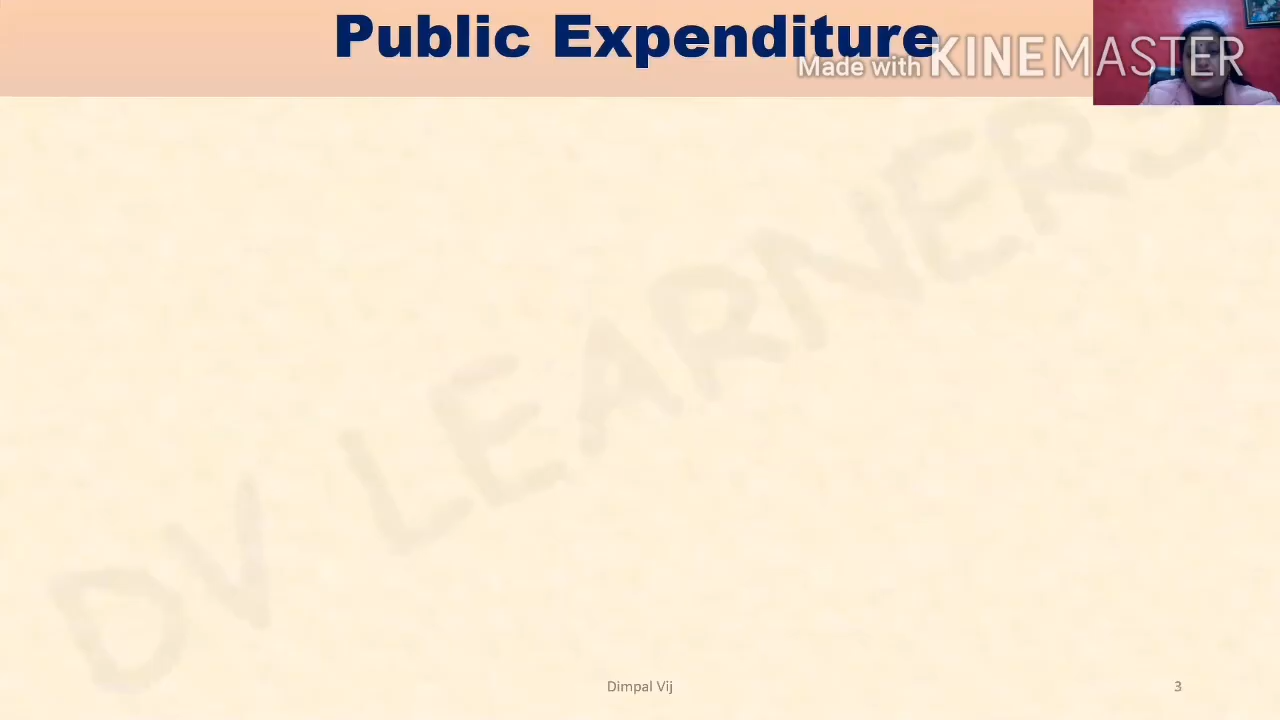 Public Expenditure
Made with KINEMASTER
DV LEARNERS
Dimpal Vij
3